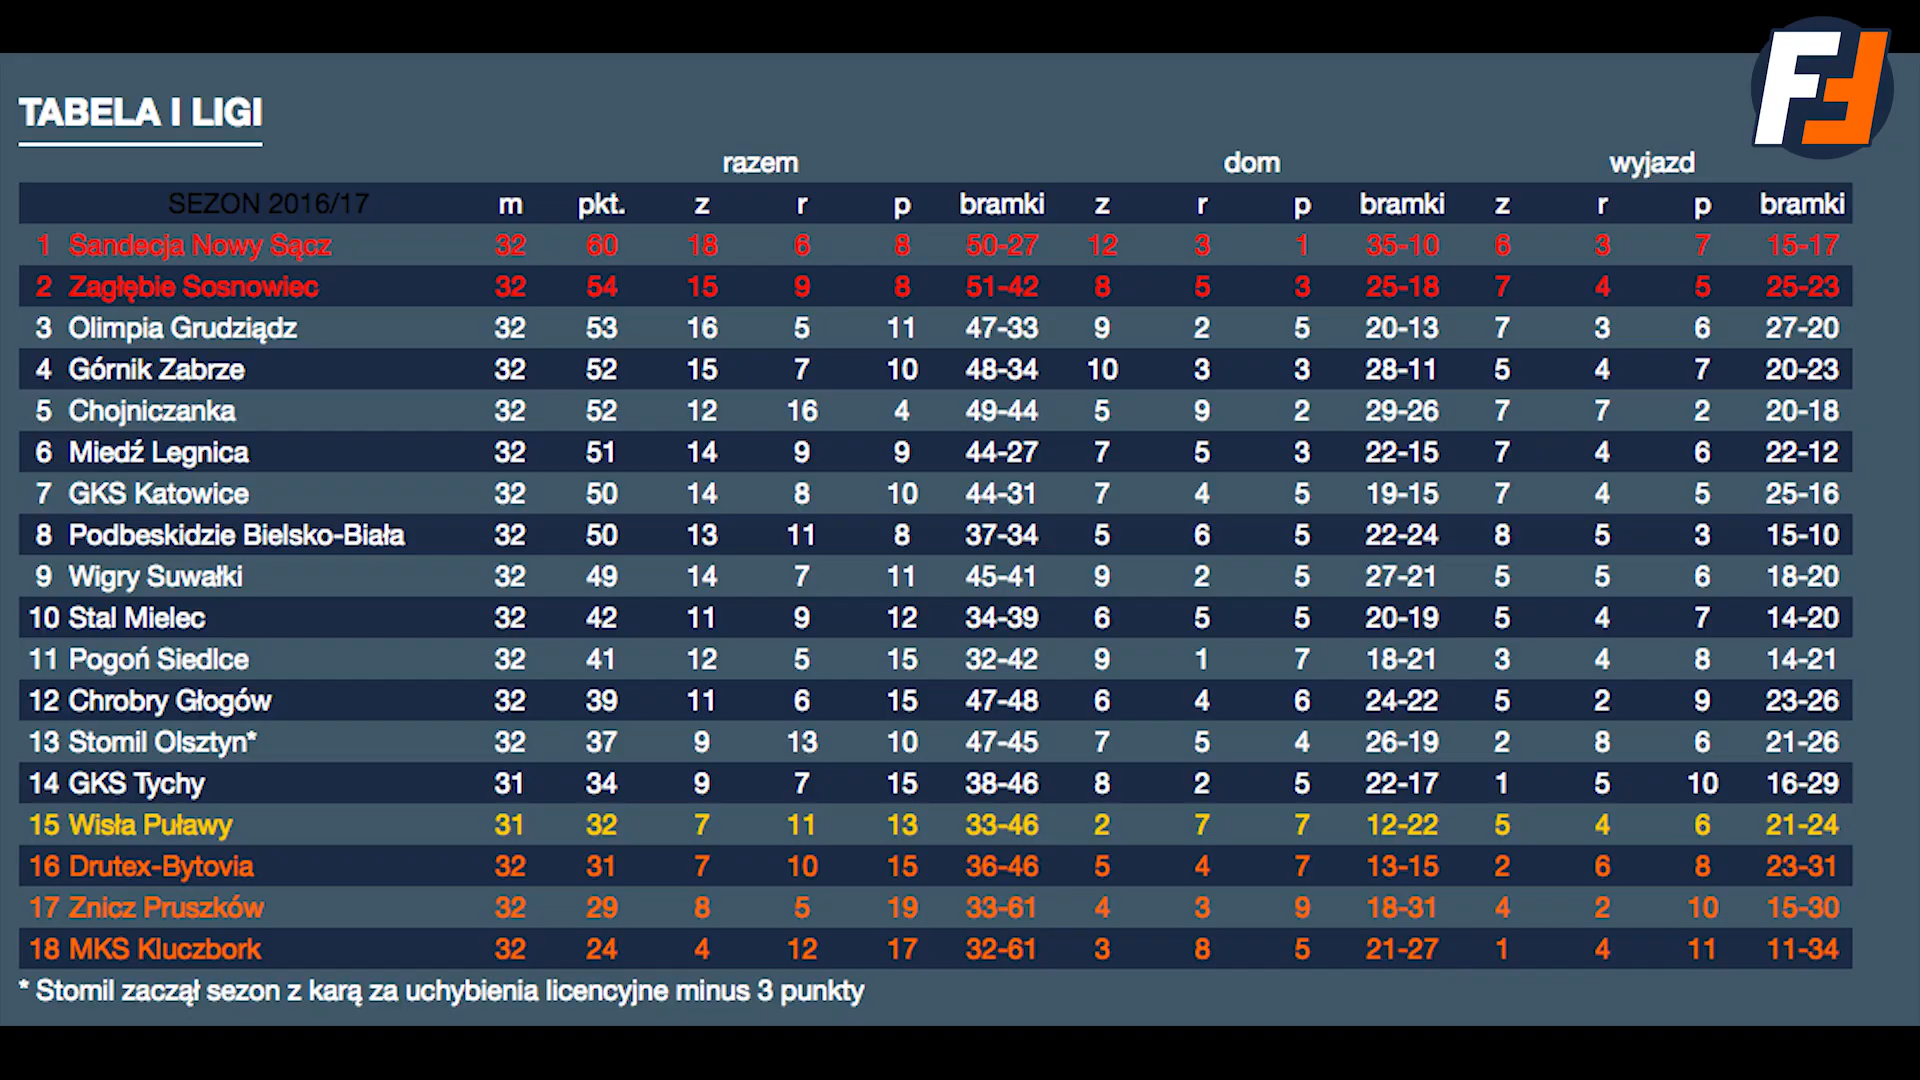 FF
TABELA I LIGI
razem dom wyjazd
SEZON 2016/17 m pkt. z r p bramki z r p bramki z r p bramki
1 Sandecja Nowy Sącz 32 60 18 6 8 50-27 12 3 1 35-10 6 3 7 15-17
2 Zagłębie Sosnowiec 32 54 15 9 8 51-42 8 5 3 25-18 7 4 5 25-23
3 Olimpia Grudziądz 32 53 16 5 11 47-33 9 2 5 20-13 7 3 6 27-20
4 Górnik Zabrze 32 52 15 7 10 48-34 10 3 3 28-11 5 4 7 20-23
5 Chojniczanka 32 52 12 16 4 49-44 5 9 2 29-26 7 7 2 20-18
6 Miedź Legnica 32 51 14 9 9 44-27 7 5 3 22-15 7 4 6 22-12
7 GKS Katowice 32 50 14 8 10 44-31 7 4 5 19-15 7 4 5 25-16
8 Podbeskidzie Bielsko-Biała 32 50 13 11 8 37-34 5 6 5 22-24 8 5 3 15-10
9 Wigry Suwałki 32 49 14 7 11 45-41 9 2 5 27-21 5 5 6 18-20
10 Stal Mielec 32 42 11 9 12 34-39 6 5 5 20-19 5 4 7 14-20
11 Pogoń Siedlce 32 41 12 5 15 32-42 9 1 7 18-21 3 4 8 14-21
12 Chrobry Głogów 32 39 11 6 15 47-48 6 4 6 24-22 5 2 9 23-26
13 Stomil Olsztyn* 32 37 9 13 10 47-45 7 5 4 26-19 2 8 6 21-26
14 GKS Tychy 31 34 9 7 15 38-46 8 2 5 22-17 1 5 10 16-29
15 Wisła Puławy 31 32 7 11 13 33-46 2 7 7 12-22 5 4 6 21-24
16 Drutex-Bytovia 32 31 7 10 15 36-46 5 4 7 13-15 2 6 8 23-31
17 Znicz Pruszków 32 29 8 5 19 33-61 4 3 9 18-31 4 2 10 15-30
18 MKS Kluczbork 32 24 4 12 17 32-61 3 8 5 21-27 1 4 11 11-34
* Stomil zaczął sezon z karą za uchybienia licencyjne minus 3 punkty